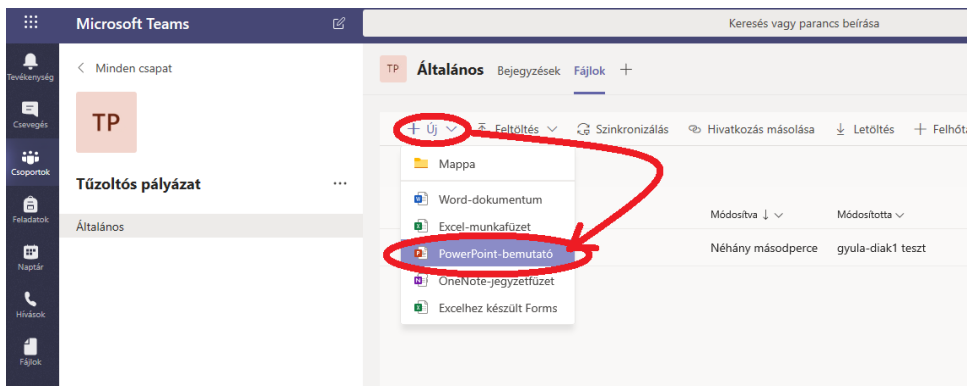 Microsoft Teams
Keresés vagy parancs beírása
Tevékenység
Csevegés
Csoportok
Feladatok
Naptár
Hívások
Fájlok
Minden csapat
TP
Tűzoltós pályázat
...
Általános
TP Általános Bejegyzések Fájlok +
+ Új Feltöltés Szinkronizálás Hivatkozás másolása Letöltés + Felhőtá
Mappa
Word-dokumentum
Excel-munkafüzet
PowerPoint-bemutató
OneNote-jegyzetfüzet
Excelhez készült Forms
Módosítva ↓ Módosította
Néhány másodperce gyula-diak1 teszt